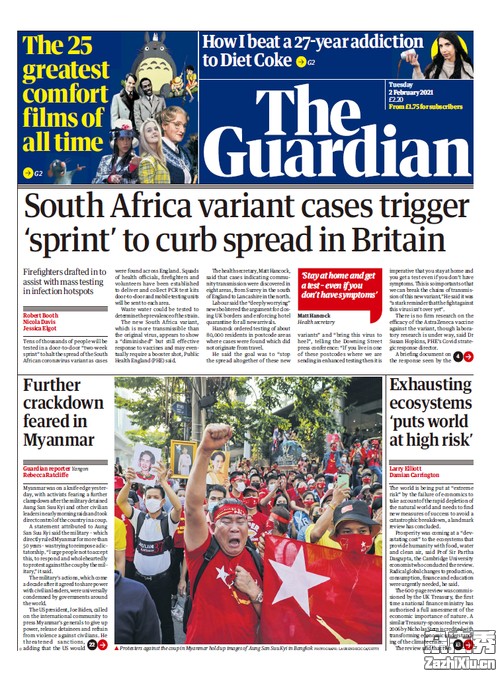 The 25
greatest
comfort
films of
all time
G2
How I beat a 27-year addiction
to Diet Coke G2
Tuesday
2 February 2021
£2.20
From £1.75 for subscribers
The
Guardian
South Africa variant cases trigger
‘sprint’ to curb spread in Britain
Firefighters drafted in to
assist with mass testing
in infection hotspots
Robert Booth
Nicola Davis
Jessica Elgot
Tens of thousands of people will be
tested in a door-to-door “two-week
sprint” to halt the spread of the South
African coronavirus variant as cases
were found across England. Squads
of health officials, firefighters and
volunteers have been established
to deliver and collect PCR test kits
door-to-door and mobile testing units
will be sent to each area.
Waste water could be tested to
determine the prevalence of the strain.
The new South Africa variant,
which is more transmissible than
the original virus, appears to show
a “diminished” but still effective
response to vaccines and may even-
tually require a booster shot, Public
Health England (PHE) said.
The health secretary, Matt Hancock,
said that cases indicating commu-
nity transmission were discovered in
eight areas, from Surrey in the south
of England to Lancashire in the north.
Labour said the “deeply worrying”
news bolstered the argument for clos-
ing UK borders and enforcing hotel
quarantine for all new arrivals.
Hancock ordered testing of about
80,000 residents in postcode areas
where cases were found which did
not originate from travel.
He said the goal was to “stop
the spread altogether of these new
‘Stay at home and get
a test – even if you
don’t have symptoms’
Matt Hancock
Health secretary
variants” and “bring this virus to
heel”, telling the Downing Street
press conference: “If you live in one
of these postcodes where we are
sending in enhanced testing then it is
imperative that you stay at home and
you get a test even if you don’t have
symptoms. This is so important so that
we can break the chains of transmis-
sion of this new variant.” He said it was
“a stark reminder that the fight against
this virus isn’t over yet”.
There is no firm research on the
efficacy of the AstraZeneca vaccine
against the variant, though labora-
tory research is under way, said Dr
Susan Hopkins, PHE’s Covid strate-
gic response director.
A briefing document on
the response seen by the 4
Further
crackdown
feared in
Myanmar
Guardian reporter Yangon
Rebecca Ratcliffe
Myanmar was on a knife edge yester-
day, with activists fearing a further
clampdown after the military detained
Aung San Suu Kyi and other civilian
leaders in early morning raids and took
direct control of the country in a coup.
A statement attributed to Aung
San Suu Kyi said the military – which
directly ruled Myanmar for more than
50 years – was trying to reimpose a dic-
tatorship. “I urge people not to accept
this, to respond and wholeheartedly
to protest against the coup by the mil-
itary,” it said.
The military’s actions, which come
a decade after it agreed to share power
with civilian leaders, were universally
condemned by governments around
the world.
The US president, Joe Biden, called
on the international community to
press Myanmar’s generals to give up
power, release detainees and refrain
from violence against civilians. He
threatened sanctions,
adding that the US would 22
▲ Protesters against the coup in Myanmar hold up images of Aung San Suu Kyi in Bangkok
Exhausting
ecosystems
‘puts world
at high risk’
Larry Elliott
Damian Carrington
The world is being put at “extreme
risk” by the failure of economics to
take account of the rapid depletion of
the natural world and needs to find
new measures of success to avoid a
catastrophic breakdown, a landmark
review has concluded.
Prosperity was coming at a “dev-
astating cost” to the ecosystems that
provide humanity with food, water
and clean air, said Prof Sir Partha
Dasgupta, the Cambridge University
economist who conducted the review.
Radical global changes to production,
consumption, finance and education
were urgently needed, he said.
The 600-page review was commis-
sioned by the UK Treasury, the first
time a national finance ministry has
authorised a full assessment of the
economic importance of nature. A
similar Treasury-sponsored review in
2006 by Nicholas
transforming
ing of the clim
The review said that
ZaZhiXiu.cn